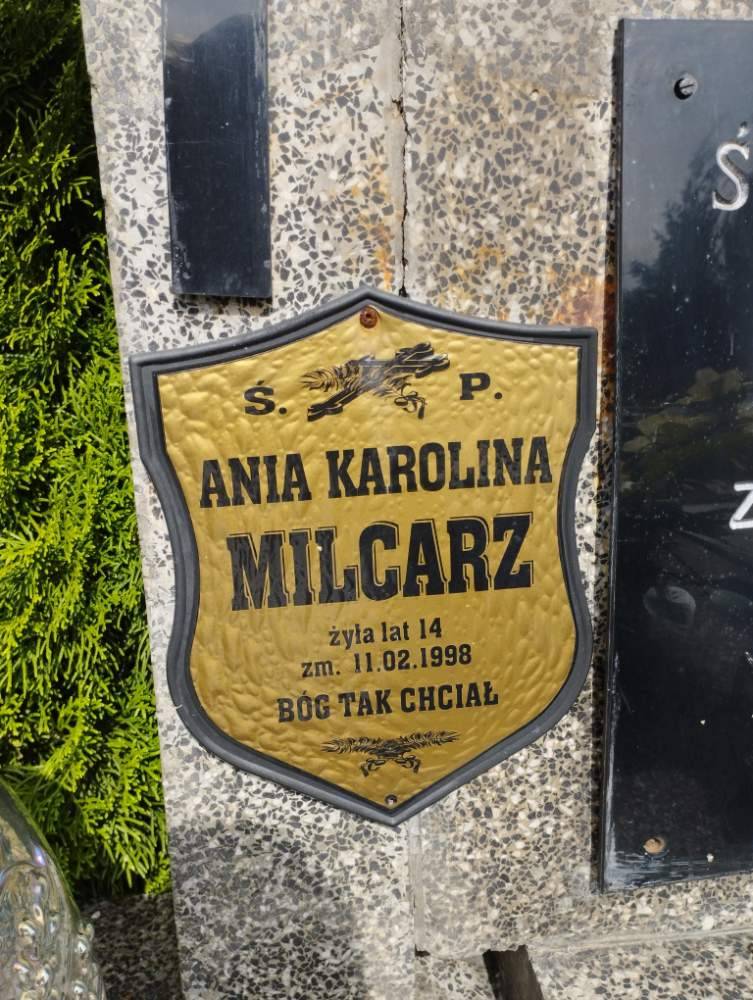 Ś. P.
ANIA KAROLINA
MILCARZ
żyła lat 14
zm. 11.02.1998
BÓG TAK CHCIAŁ
Ś
z